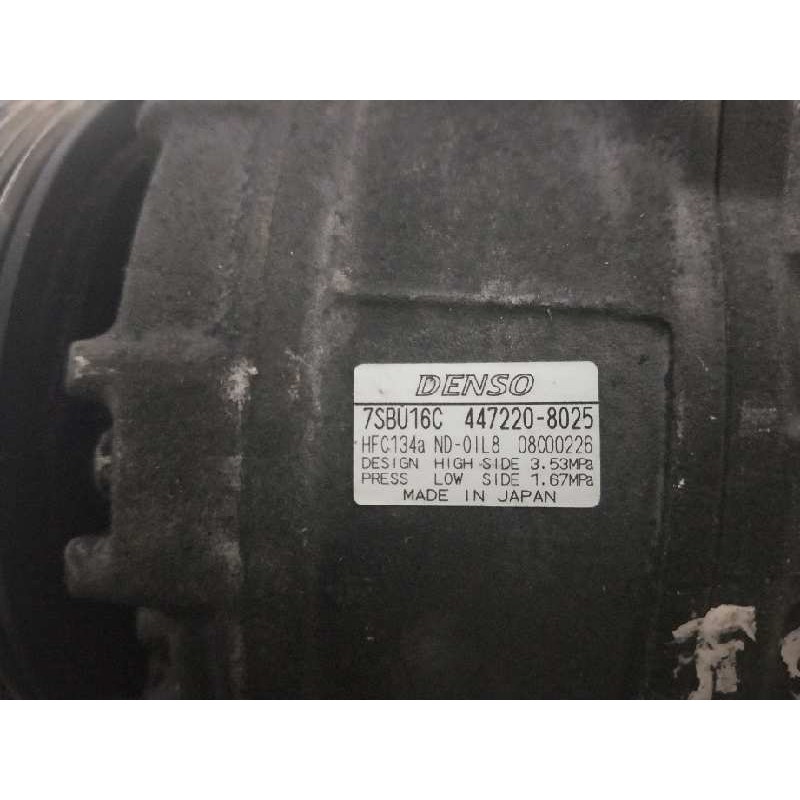 DENSO
7SBU16C 447220-8025
HFC134a ND-OIL8 08000226
DESIGN HIGH SIDE 3.53MPa
PRESS LOW SIDE 1.67MPa
MADE IN JAPAN